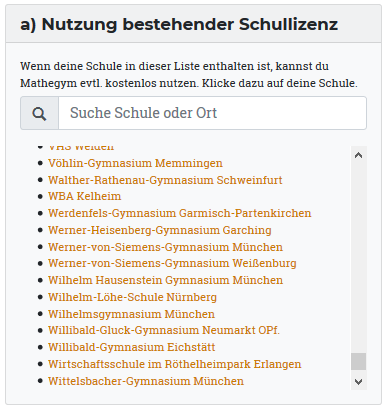 a) Nutzung bestehender Schullizenz
Wenn deine Schule in dieser Liste enthalten ist, kannst du
Mathegym evtl. kostenlos nutzen. Klicke dazu auf deine Schule.
Suche Schule oder Ort
VHS Weiden
Vöhlin-Gymnasium Memmingen
Walther-Rathenau-Gymnasium Schweinfurt
WBA Kelheim
Werdenfels-Gymnasium Garmisch-Partenkirchen
Werner-Heisenberg-Gymnasium Garching
Werner-von-Siemens-Gymnasium München
Werner-von-Siemens-Gymnasium Weißenburg
Wilhelm Hausenstein Gymnasium München
Wilhelm-Löhe-Schule Nürnberg
Wilhelmsgymnasium München
Willibald-Gluck-Gymnasium Neumarkt OPf.
Willibald-Gymnasium Eichstätt
Wirtschaftsschule im Röthelheimpark Erlangen
Wittelsbacher-Gymnasium München